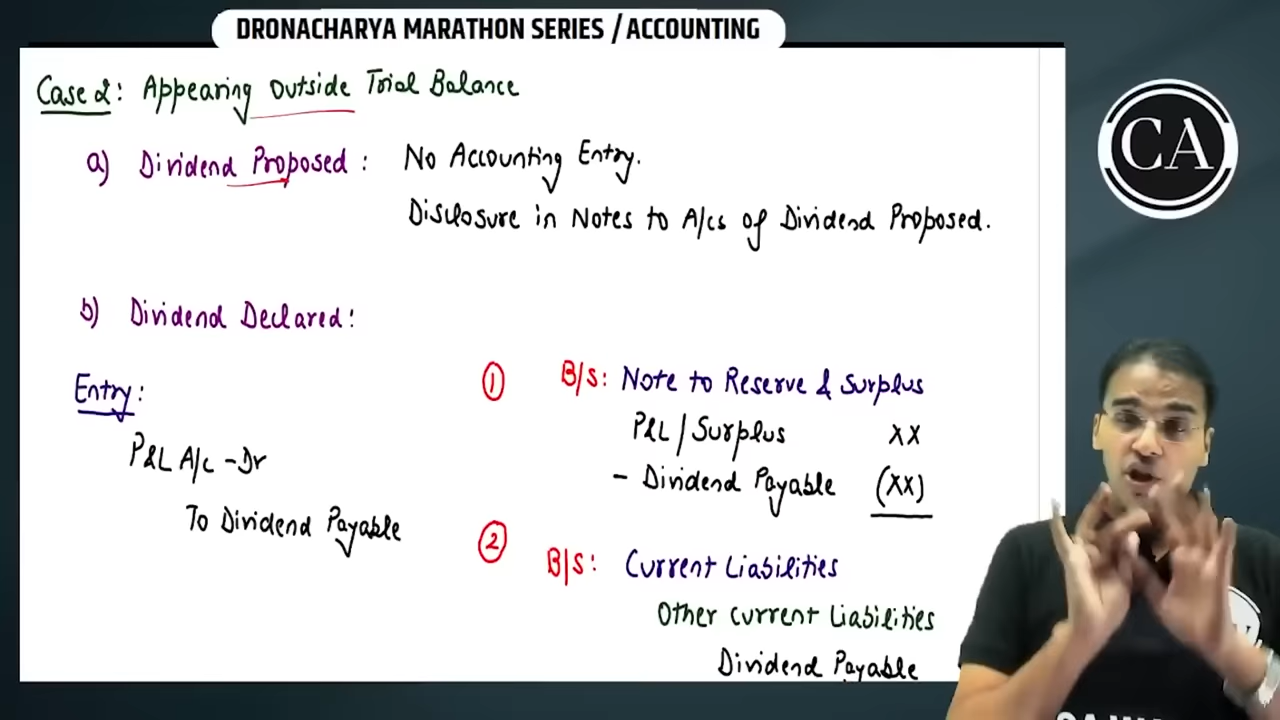 DRONACHARYA MARATHON SERIES / ACCOUNTING
CA
Case 2: Appearing outside Trial Balance
a) Dividend Proposed: No Accounting Entry.
Disclosure in Notes to A/cs of Dividend Proposed.
b) Dividend Declared:
Entry:
P&L A/c -Dr
To Dividend Payable
① B/S: Note to Reserve & Surplus
P&L / Surplus XX
- Dividend Payable (XX)
② B/S: Current Liabilities
Other current Liabilities
Dividend Payable